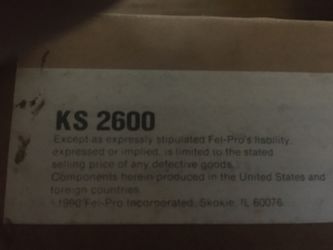 KS 2600
Except as expressly stipulated Fel-Pro's liability,
expressed or implied, is limited to the stated
selling price of any defective goods.
Components herein produced in the United States and
foreign countries.
1990 Fel-Pro Incorporated, Skokie, IL 60076